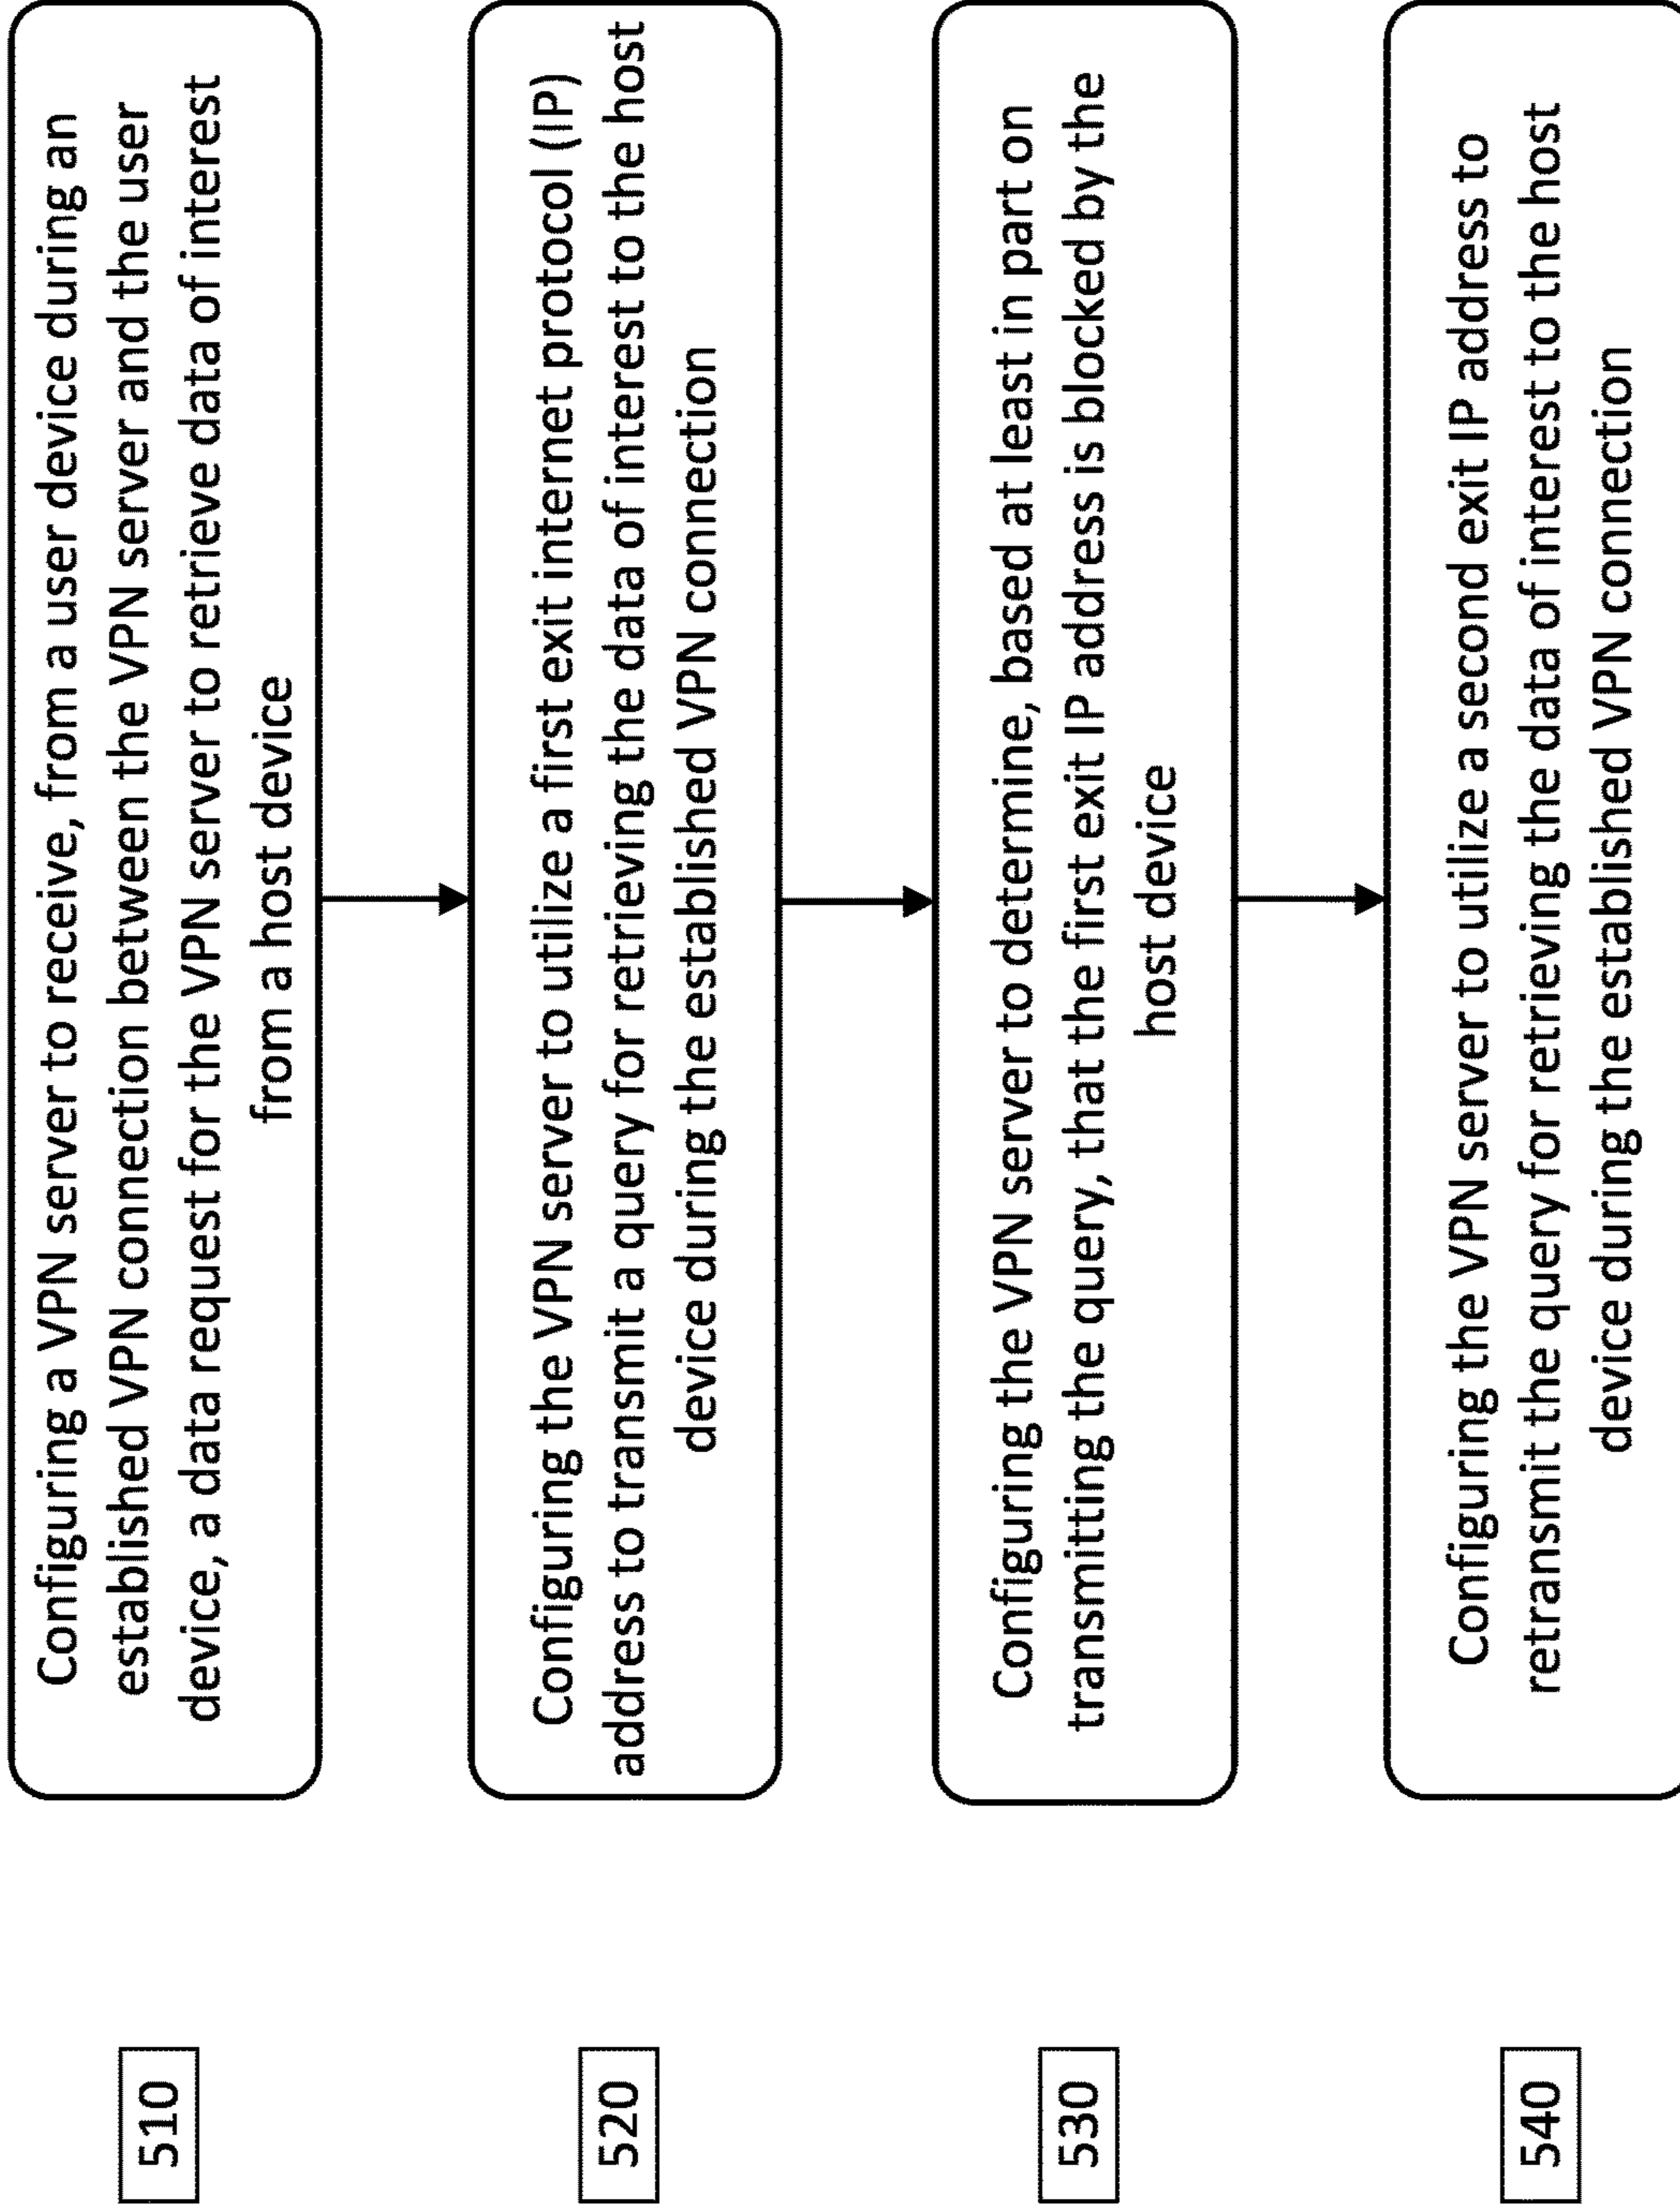 510
Configuring a VPN server to receive, from a user device during an
established VPN connection between the VPN server and the user
device, a data request for the VPN server to retrieve data of interest
from a host device
520
Configuring the VPN server to utilize a first exit internet protocol (IP)
address to transmit a query for retrieving the data of interest to the host
device during the established VPN connection
530
Configuring the VPN server to determine, based at least in part on
transmitting the query, that the first exit IP address is blocked by the
host device
540
Configuring the VPN server to utilize a second exit IP address to
retransmit the query for retrieving the data of interest to the host
device during the established VPN connection